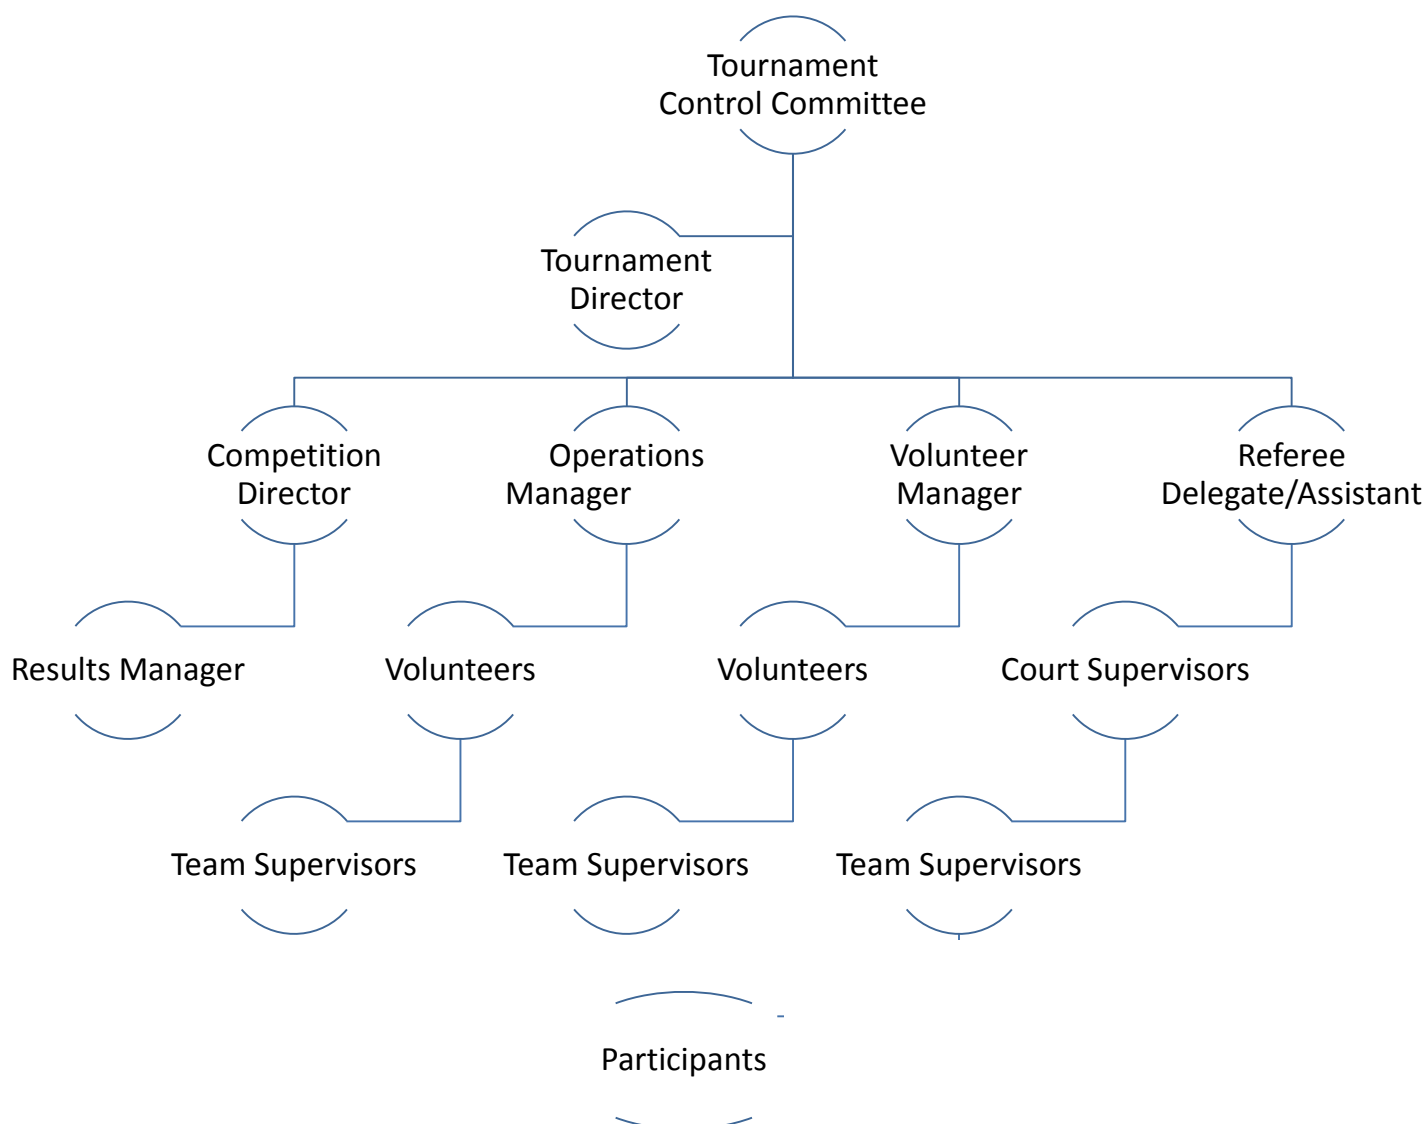 Tournament
Control Committee
Tournament
Director
Competition
Director
Operations
Manager
Volunteer
Manager
Referee
Delegate/Assistant
Results Manager
Volunteers
Volunteers
Court Supervisors
Team Supervisors
Team Supervisors
Team Supervisors
Participants